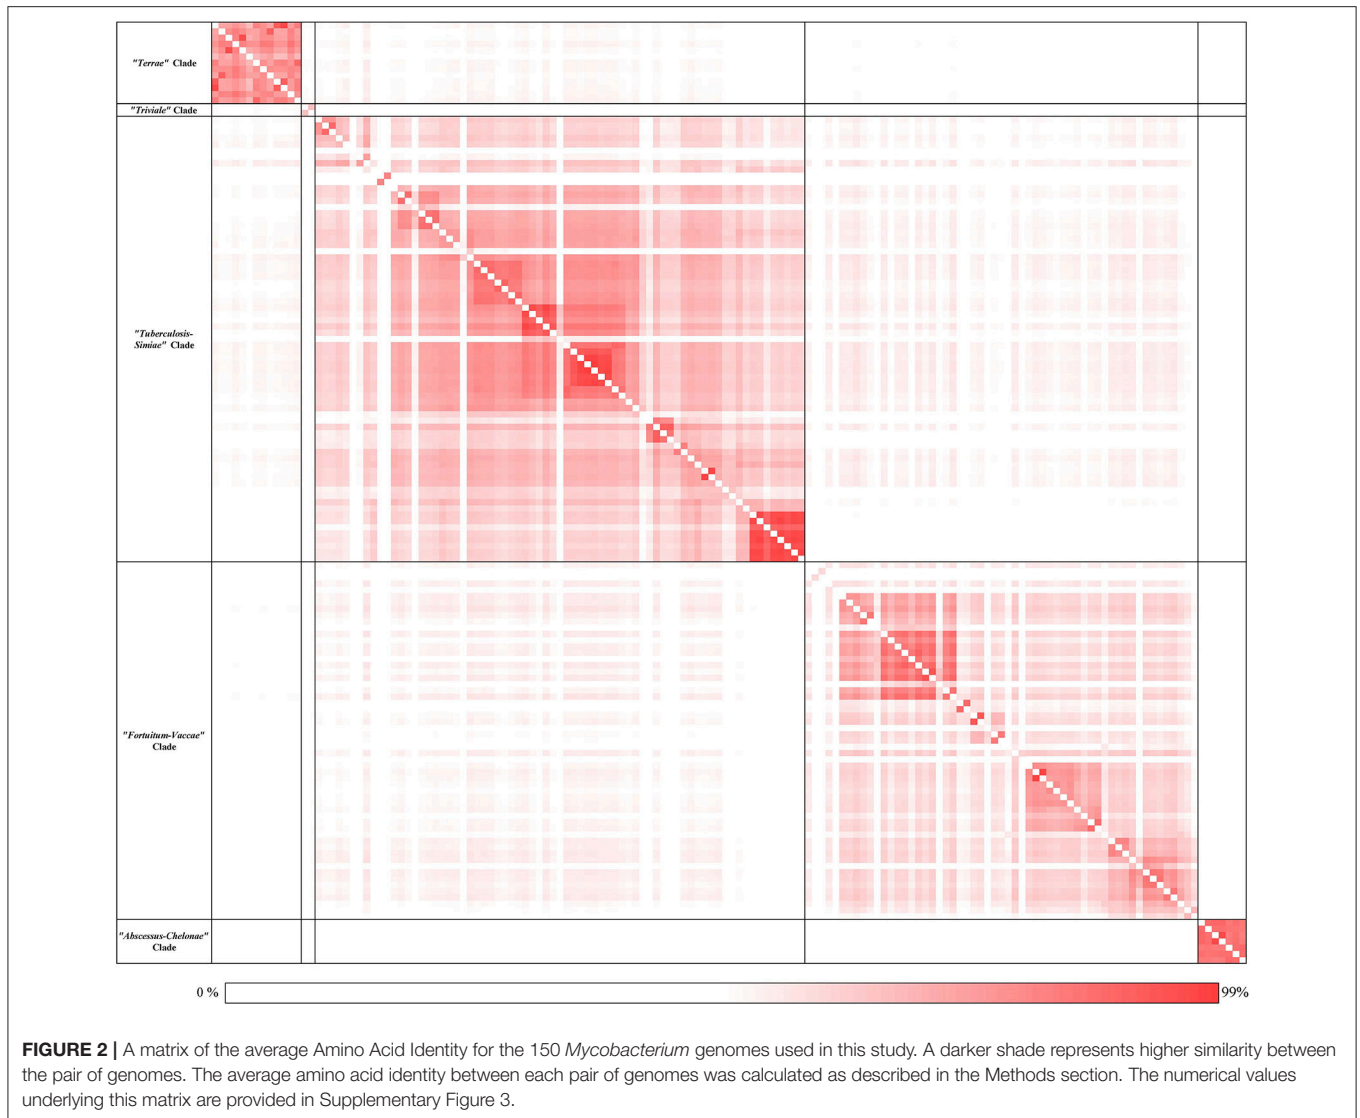 "Terrae" Clade
"Triviale" Clade
"Tuberculosis-
Simiae" Clade
"Fortuitum-Vaccae"
Clade
"Abscessus-Chelonae"
Clade
0 %
99%
FIGURE 2 | A matrix of the average Amino Acid Identity for the 150 Mycobacterium genomes used in this study. A darker shade represents higher similarity between
the pair of genomes. The average amino acid identity between each pair of genomes was calculated as described in the Methods section. The numerical values
underlying this matrix are provided in Supplementary Figure 3.